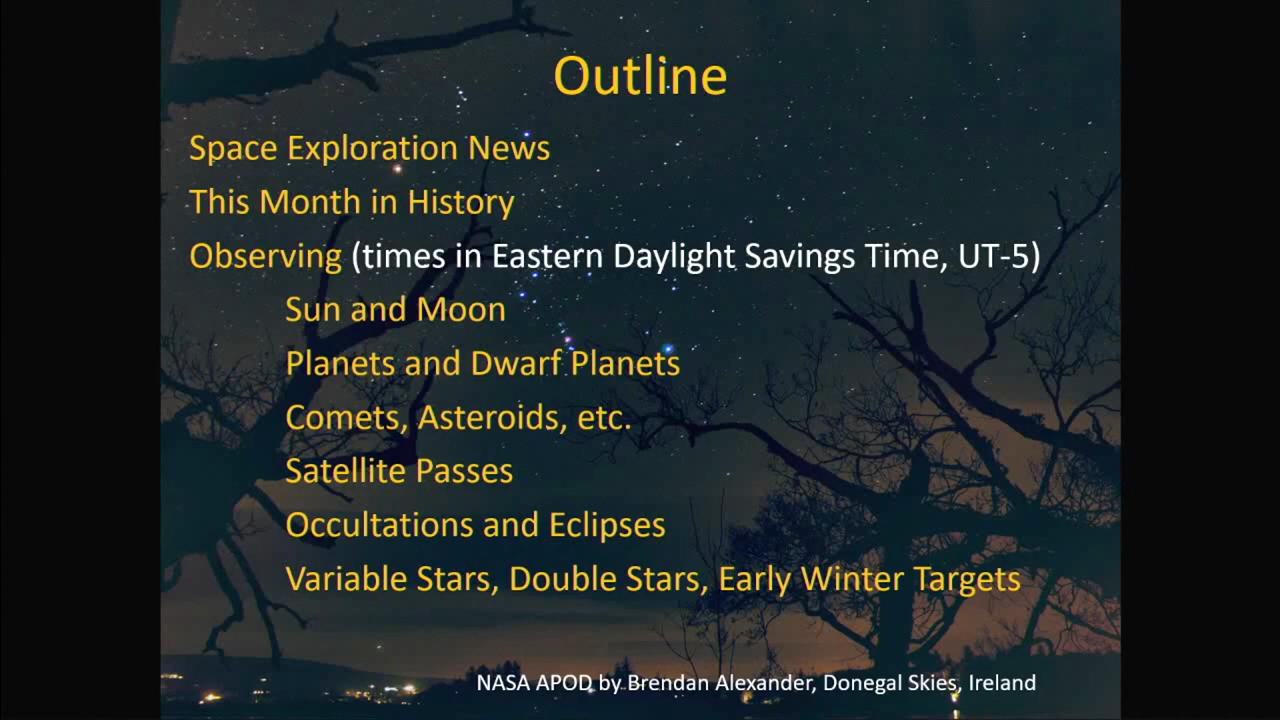 Outline
Space Exploration News
This Month in History
Observing (times in Eastern Daylight Savings Time, UT-5)
Sun and Moon
Planets and Dwarf Planets
Comets, Asteroids, etc.
Satellite Passes
Occultations and Eclipses
Variable Stars, Double Stars, Early Winter Targets
NASA APOD by Brendan Alexander, Donegal Skies, Ireland